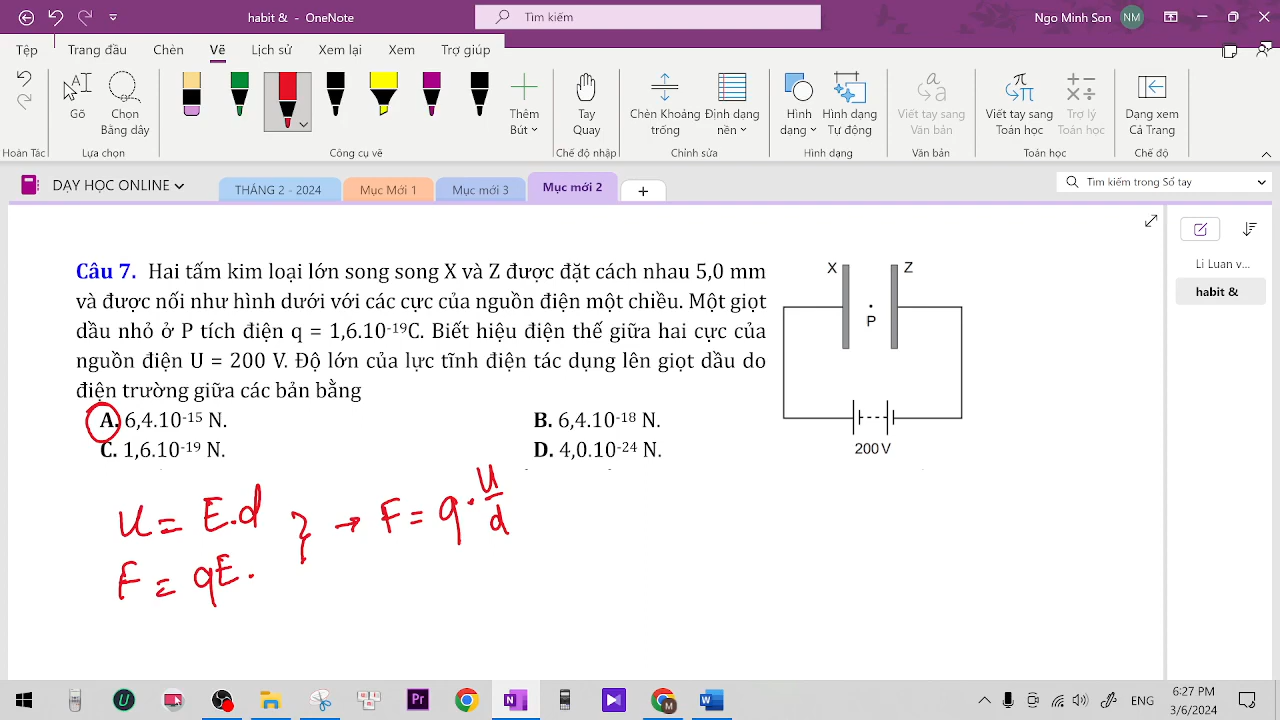 habit & - OneNote
Tìm kiếm
Ngo Minh Son NM
Tệp Trang đầu Chèn Vẽ Lịch sử Xem lại Xem Trợ giúp
Gõ
Chọn Bằng dây
Thêm Bút
Tay Quay
Chèn Khoảng trống
Định dạng nền
Hình dạng
Hình dạng Tự động
Viết tay sang Văn bản
Viết tay sang Toán học
Trợ lý Toán học
Dạng xem Cả Trang
Hoàn Tác Lựa chọn Công cụ vẽ Chế độ nhập Chỉnh sửa Hình dạng Văn bản Toán học Chế độ
DẠY HỌC ONLINE THÁNG 2 - 2024 Mục Mới 1 Mục mới 3 Mục mới 2 +
Tìm kiếm trong Sổ tay
Li Luan v...
habit &
Câu 7. Hai tấm kim loại lớn song song X và Z được đặt cách nhau 5,0 mm
và được nối như hình dưới với các cực của nguồn điện một chiều. Một giọt
dầu nhỏ ở P tích điện q = 1,6.10⁻¹⁹C. Biết hiệu điện thế giữa hai cực của
nguồn điện U = 200 V. Độ lớn của lực tĩnh điện tác dụng lên giọt dầu do
điện trường giữa các bản bằng
A. 6,4.10⁻¹⁵ N. B. 6,4.10⁻¹⁸ N.
C. 1,6.10⁻¹⁹ N. D. 4,0.10⁻²⁴ N.
X Z
P
200 V
U = E.d
F = qE.
} → F = q.U/d
ENG
6:27 PM
3/6/2024